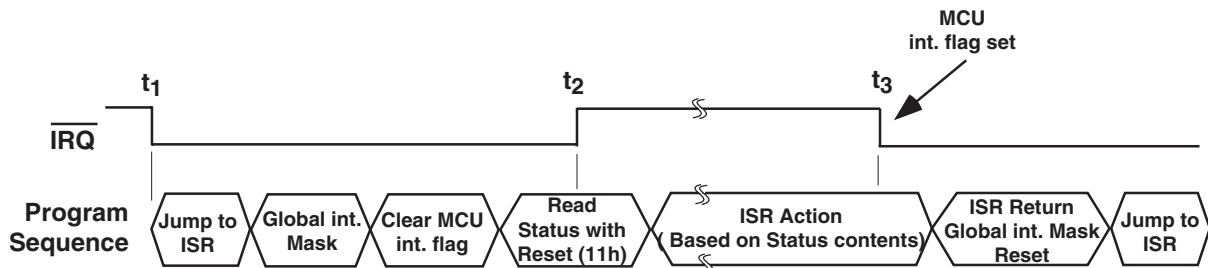 MCU
int. flag set
t1
t2
t3
IRQ
Program
Sequence
Jump to
ISR
Global int.
Mask
Clear MCU
int. flag
Read
Status with
Reset (11h)
ISR Action
( Based on Status contents)
ISR Return
Global int. Mask
Reset
Jump to
ISR